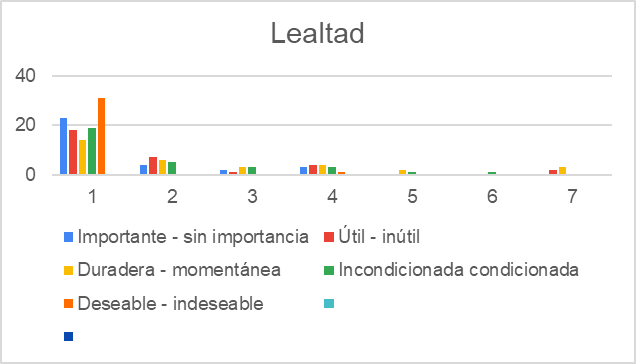 Lealtad
40
20
0
1 2 3 4 5 6 7
Importante - sin importancia Útil - inútil
Duradera - momentánea Incondicionada condicionada
Deseable - indeseable